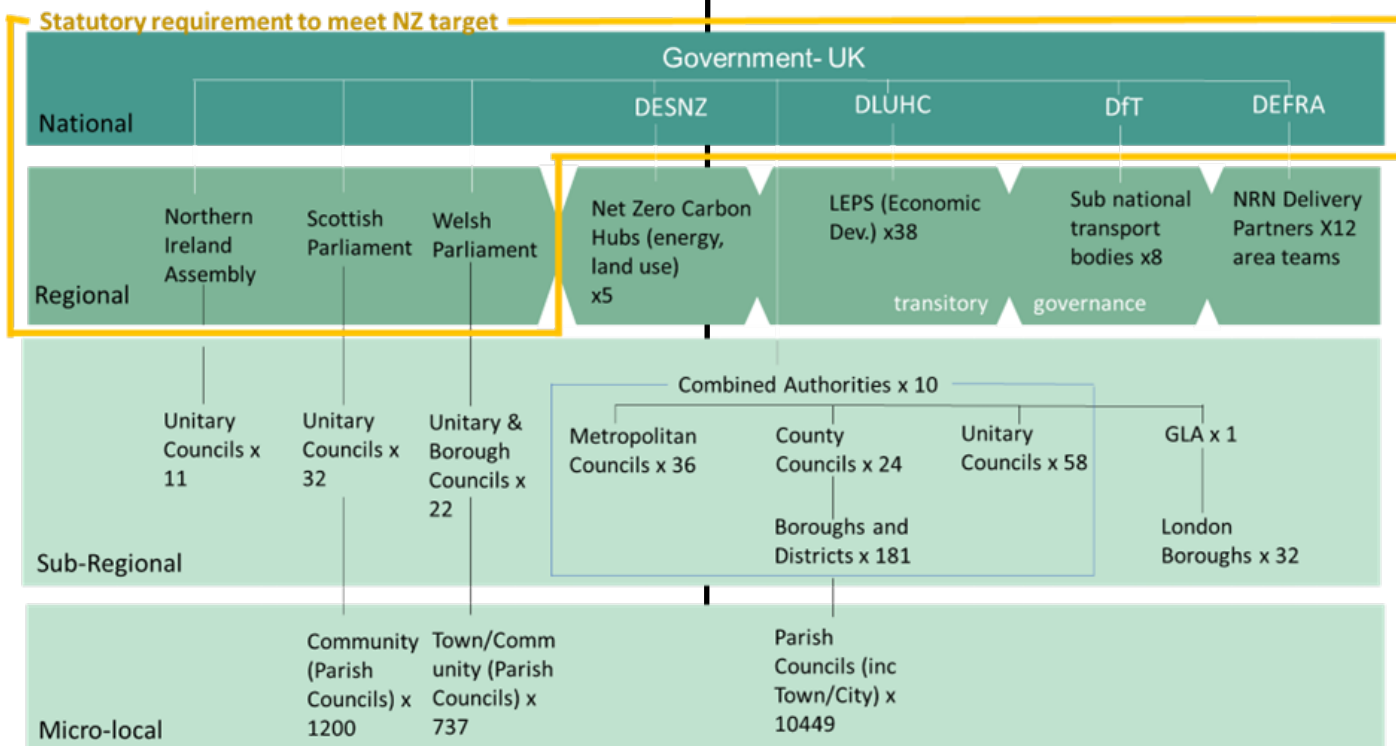 Statutory requirement to meet NZ target
Government- UK
National
DESNZ
DLUHC
DfT
DEFRA
Regional
Northern
Ireland
Assembly
Scottish
Parliament
Welsh
Parliament
Net Zero Carbon
Hubs (energy,
land use)
x5
LEPS (Economic
Dev.) x38
Sub national
transport
bodies x8
NRN Delivery
Partners X12
area teams
transitory governance
Sub-Regional
Unitary
Councils x
11
Unitary
Councils x
32
Unitary &
Borough
Councils x
22
Combined Authorities x 10
Metropolitan
Councils x 36
County
Councils x 24
Unitary
Councils x 58
GLA x 1
Boroughs and
Districts x 181
London
Boroughs x 32
Micro-local
Community
(Parish
Councils) x
1200
Town/Comm
unity (Parish
Councils) x
737
Parish
Councils (inc
Town/City) x
10449